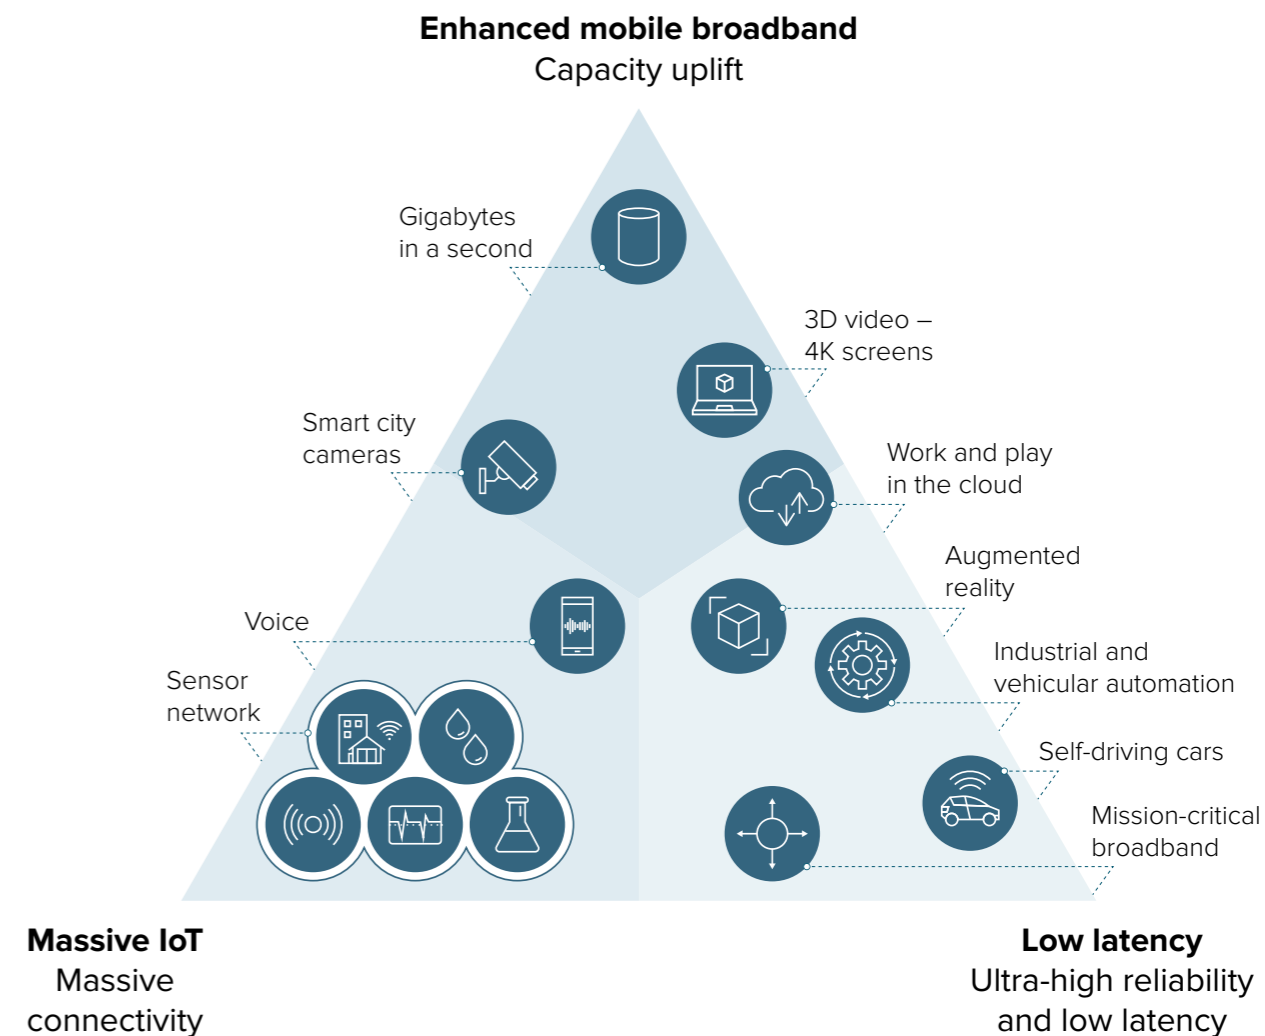 Enhanced mobile broadband
Capacity uplift
Gigabytes
in a second
3D video –
4K screens
Smart city
cameras
Work and play
in the cloud
Augmented
reality
Voice
Industrial and
vehicular automation
Sensor
network
Self-driving cars
Mission-critical
broadband
Massive IoT
Massive
connectivity
Low latency
Ultra-high reliability
and low latency